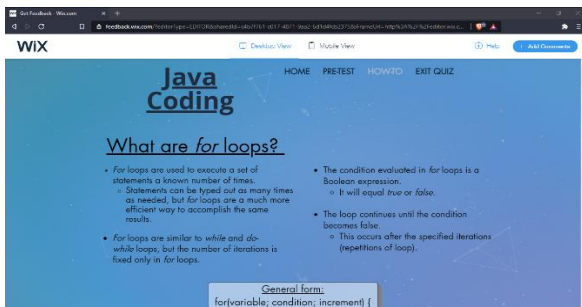 Get Feedback Wix.com
feedback.wix.com
WiX
Desktop View
Mobile View
Help
Add Comments
Java
Coding
HOME
PRE-TEST
HOW-TO
EXIT QUIZ
What are for loops?
For loops are used to execute a set of
statements a known number of times.
Statements can be typed out as many times
as needed, but for loops are a much more
efficient way to accomplish the same
results.
For loops are similar to while and do-
while loops, but the number of iterations is
fixed only in for loops.
The condition evaluated in for loops is a
Boolean expression.
It will equal true or false.
The loop continues until the condition
becomes false.
This occurs after the specified iterations
(repetitions of loop).
General form:
for(variable; condition; increment) {